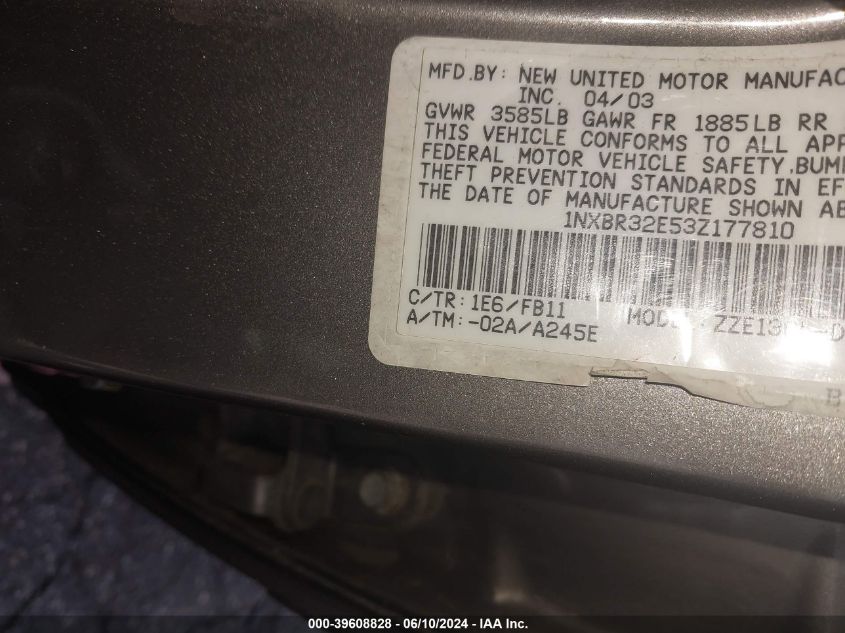 MFD.BY: NEW UNITED MOTOR MANUFAC
INC. 04/03
GVWR 3585LB GAWR FR 1885LB RR
THIS VEHICLE CONFORMS TO ALL APP
FEDERAL MOTOR VEHICLE SAFETY,BUM
THEFT PREVENTION STANDARDS IN EF
THE DATE OF MANUFACTURE SHOWN AB
1NXBR32E53Z177810
C/TR:1E6/FB11
A/TM:-02A/A245E
000-39608828 - 06/10/2024 - IAA Inc.